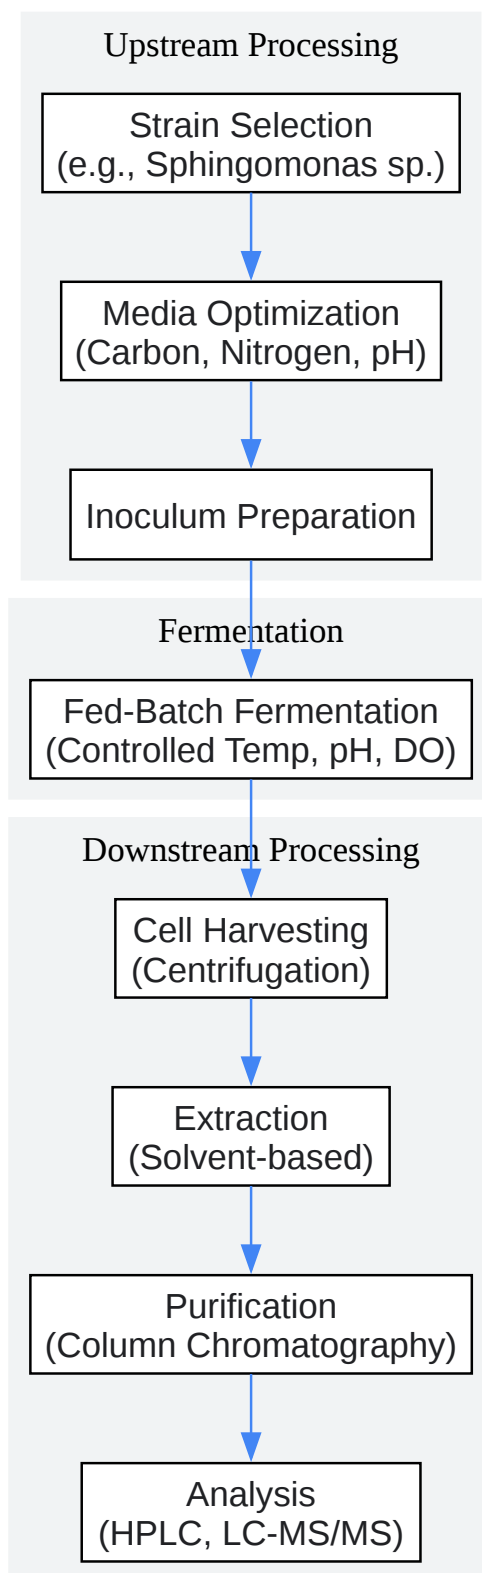 Upstream Processing
Strain Selection
(e.g., Sphingomonas sp.)
Media Optimization
(Carbon, Nitrogen, pH)
Inoculum Preparation
Fermentation
Fed-Batch Fermentation
(Controlled Temp, pH, DO)
Downstream Processing
Cell Harvesting
(Centrifugation)
Extraction
(Solvent-based)
Purification
(Column Chromatography)
Analysis
(HPLC, LC-MS/MS)